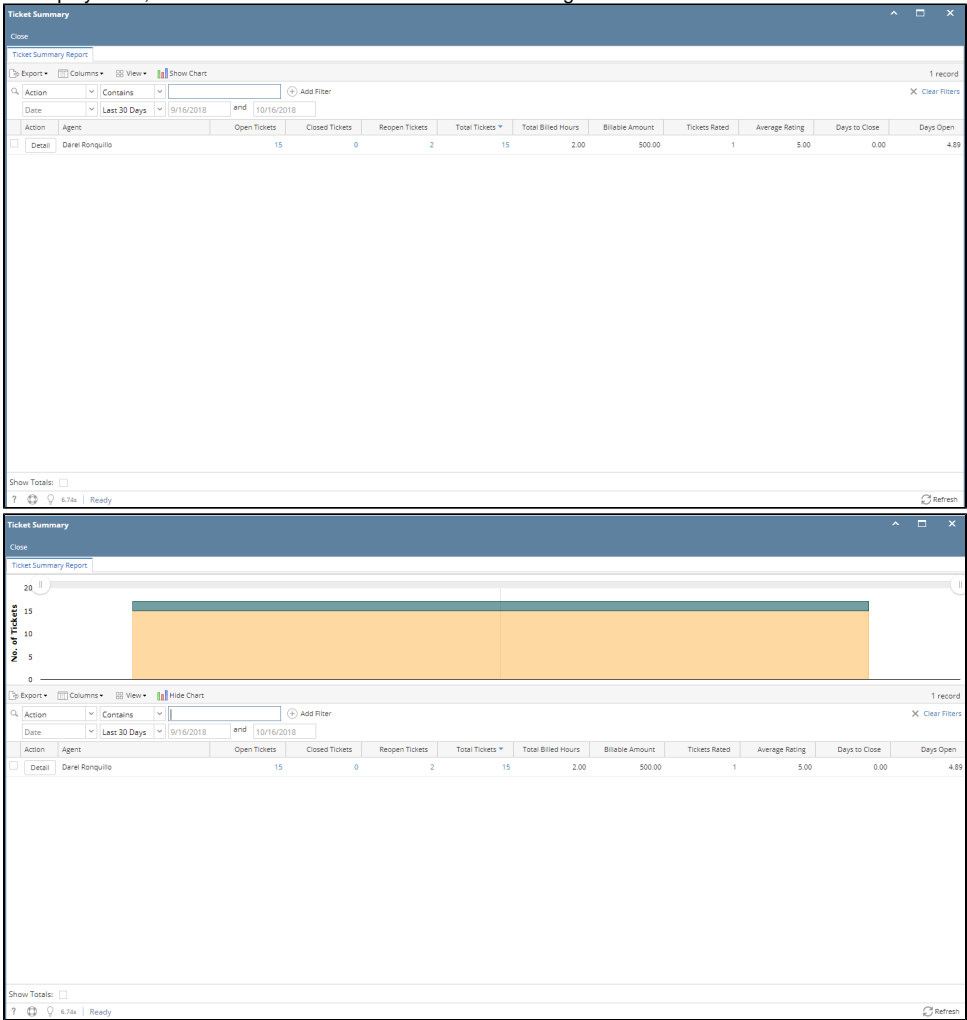 Ticket Summary
Close
Ticket Summary Report
Export Columns View Show Chart 1 record
Action Contains Add Filter Clear Filters
Date Last 30 Days 9/16/2018 and 10/16/2018
Action Agent Open Tickets Closed Tickets Reopen Tickets Total Tickets Total Billed Hours Billable Amount Tickets Rated Average Rating Days to Close Days Open
Detail Darel Ronquillo 15 0 2 15 2.00 500.00 1 5.00 0.00 4.89
Show Totals:
? 6.74s Ready Refresh
Ticket Summary
Close
Ticket Summary Report
No. of Tickets
20
15
10
5
0
Export Columns View Hide Chart 1 record
Action Contains Add Filter Clear Filters
Date Last 30 Days 9/16/2018 and 10/16/2018
Action Agent Open Tickets Closed Tickets Reopen Tickets Total Tickets Total Billed Hours Billable Amount Tickets Rated Average Rating Days to Close Days Open
Detail Darel Ronquillo 15 0 2 15 2.00 500.00 1 5.00 0.00 4.89
Show Totals:
? 6.74s Ready Refresh